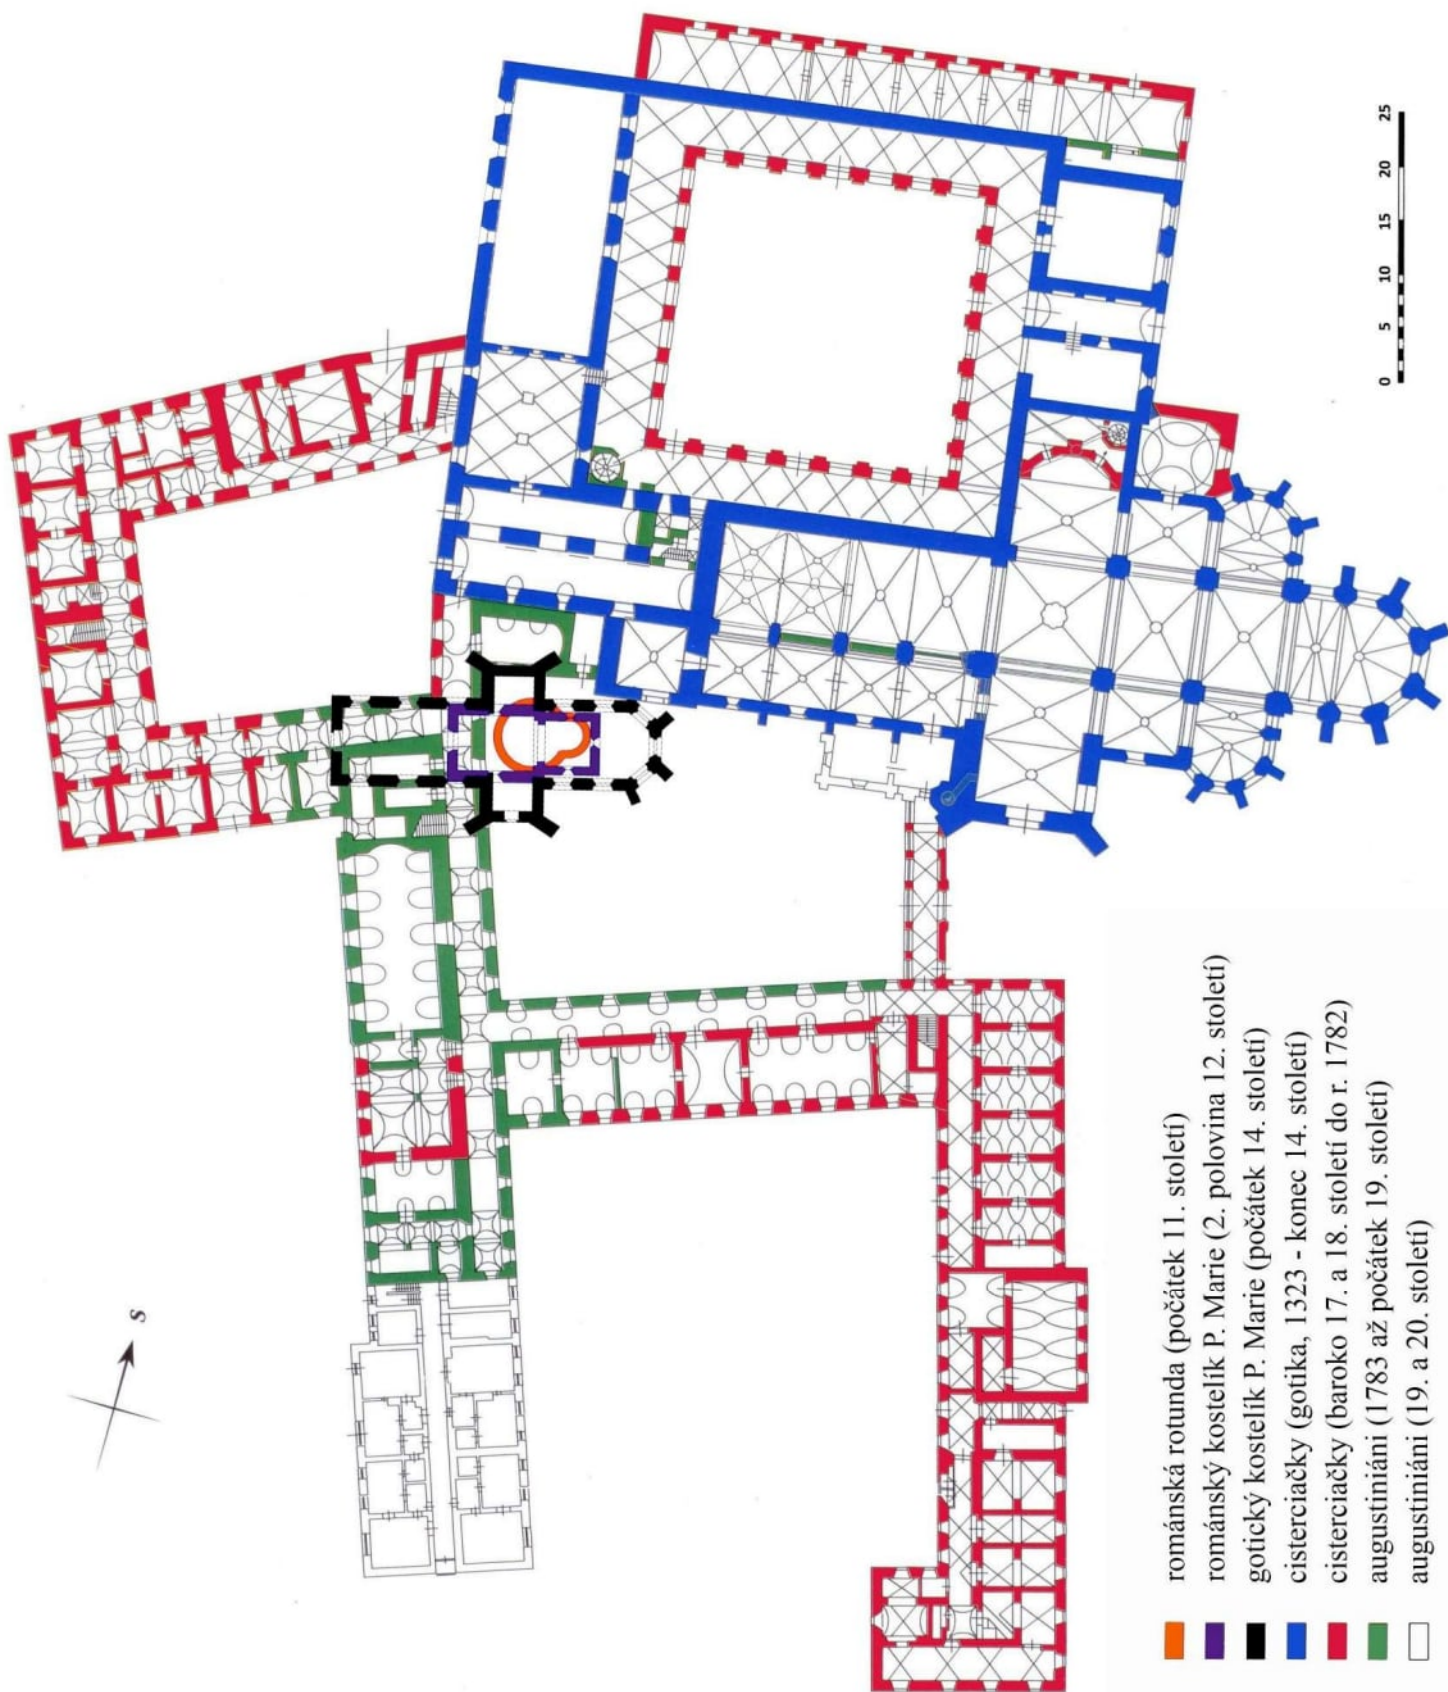 s
0 5 10 15 20 25
románská rotunda (počátek 11. století)
románský kostelík P. Marie (2. polovina 12. století)
gotický kostelík P. Marie (počátek 14. století)
cisterciačky (gotika, 1323 - konec 14. století)
cisterciačky (baroko 17. a 18. století do r. 1782)
augustiniáni (1783 až počátek 19. století)
augustiniáni (19. a 20. století)